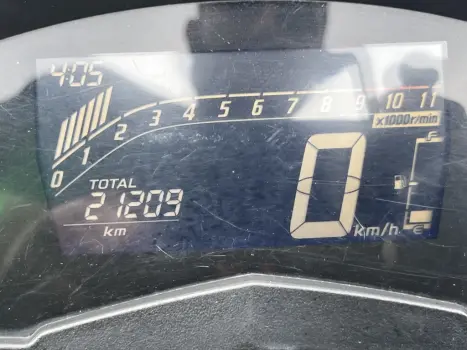 4:05
0 1 2 3 4 5 6 7 8 9 10 11
x1000r/min
F
TOTAL
21209
km
0 km/h
E